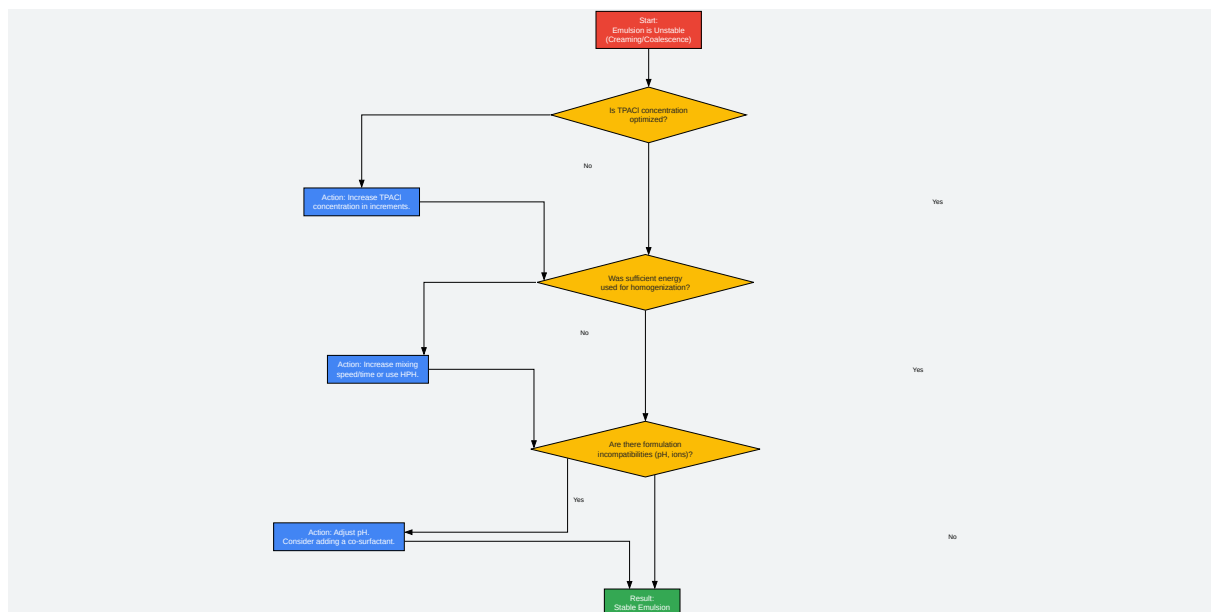 Start:
Emulsion is Unstable
(Creaming/Coalescence)
Is TPACl concentration
optimized?
No
Action: Increase TPACl
concentration in increments.
Yes
Was sufficient energy
used for homogenization?
No
Action: Increase mixing
speed/time or use HPH.
Yes
Are there formulation
incompatibilities (pH, ions)?
Yes
Action: Adjust pH.
Consider adding a co-surfactant.
No
Result:
Stable Emulsion